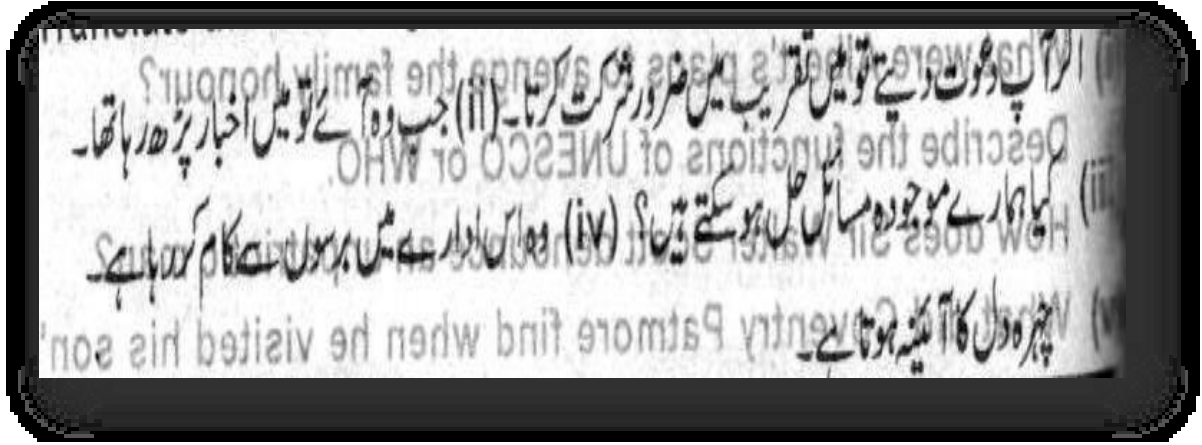 اگر آپ دعوت دیتے تو میں تقریب میں ضرور شرکت کرتا۔ (ii) جب وہ آئے تو میں اخبار پڑھ رہا تھا۔
(iii) کیا ہمارے موجودہ مسائل حل ہو سکتے ہیں؟ (iv) وہ اس ادارے میں برسوں سے کام کر رہا ہے۔
(v) چہرہ دل کا آئینہ ہوتا ہے۔